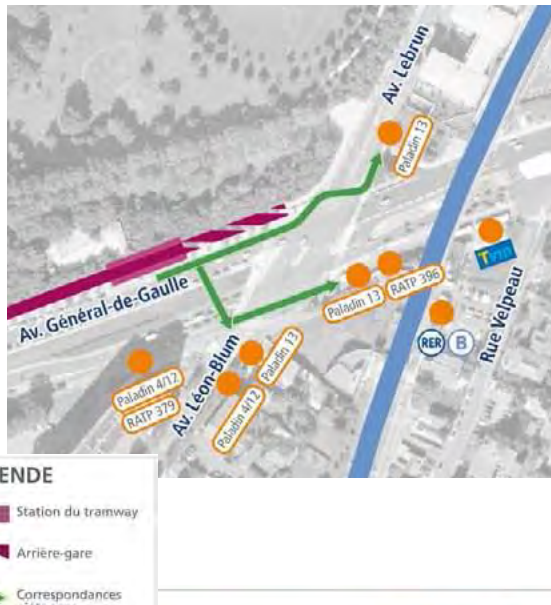 Av. Lebrun
Paladin 13
Av. Général-de-Gaulle
Paladin 13
RATP 396
TVM
Rue Velpeau
RER B
Av. Léon-Blum
Paladin 13
Paladin 4/12
Paladin 4/12
RATP 379
ENDE
Station du tramway
Arrière-gare
Correspondances